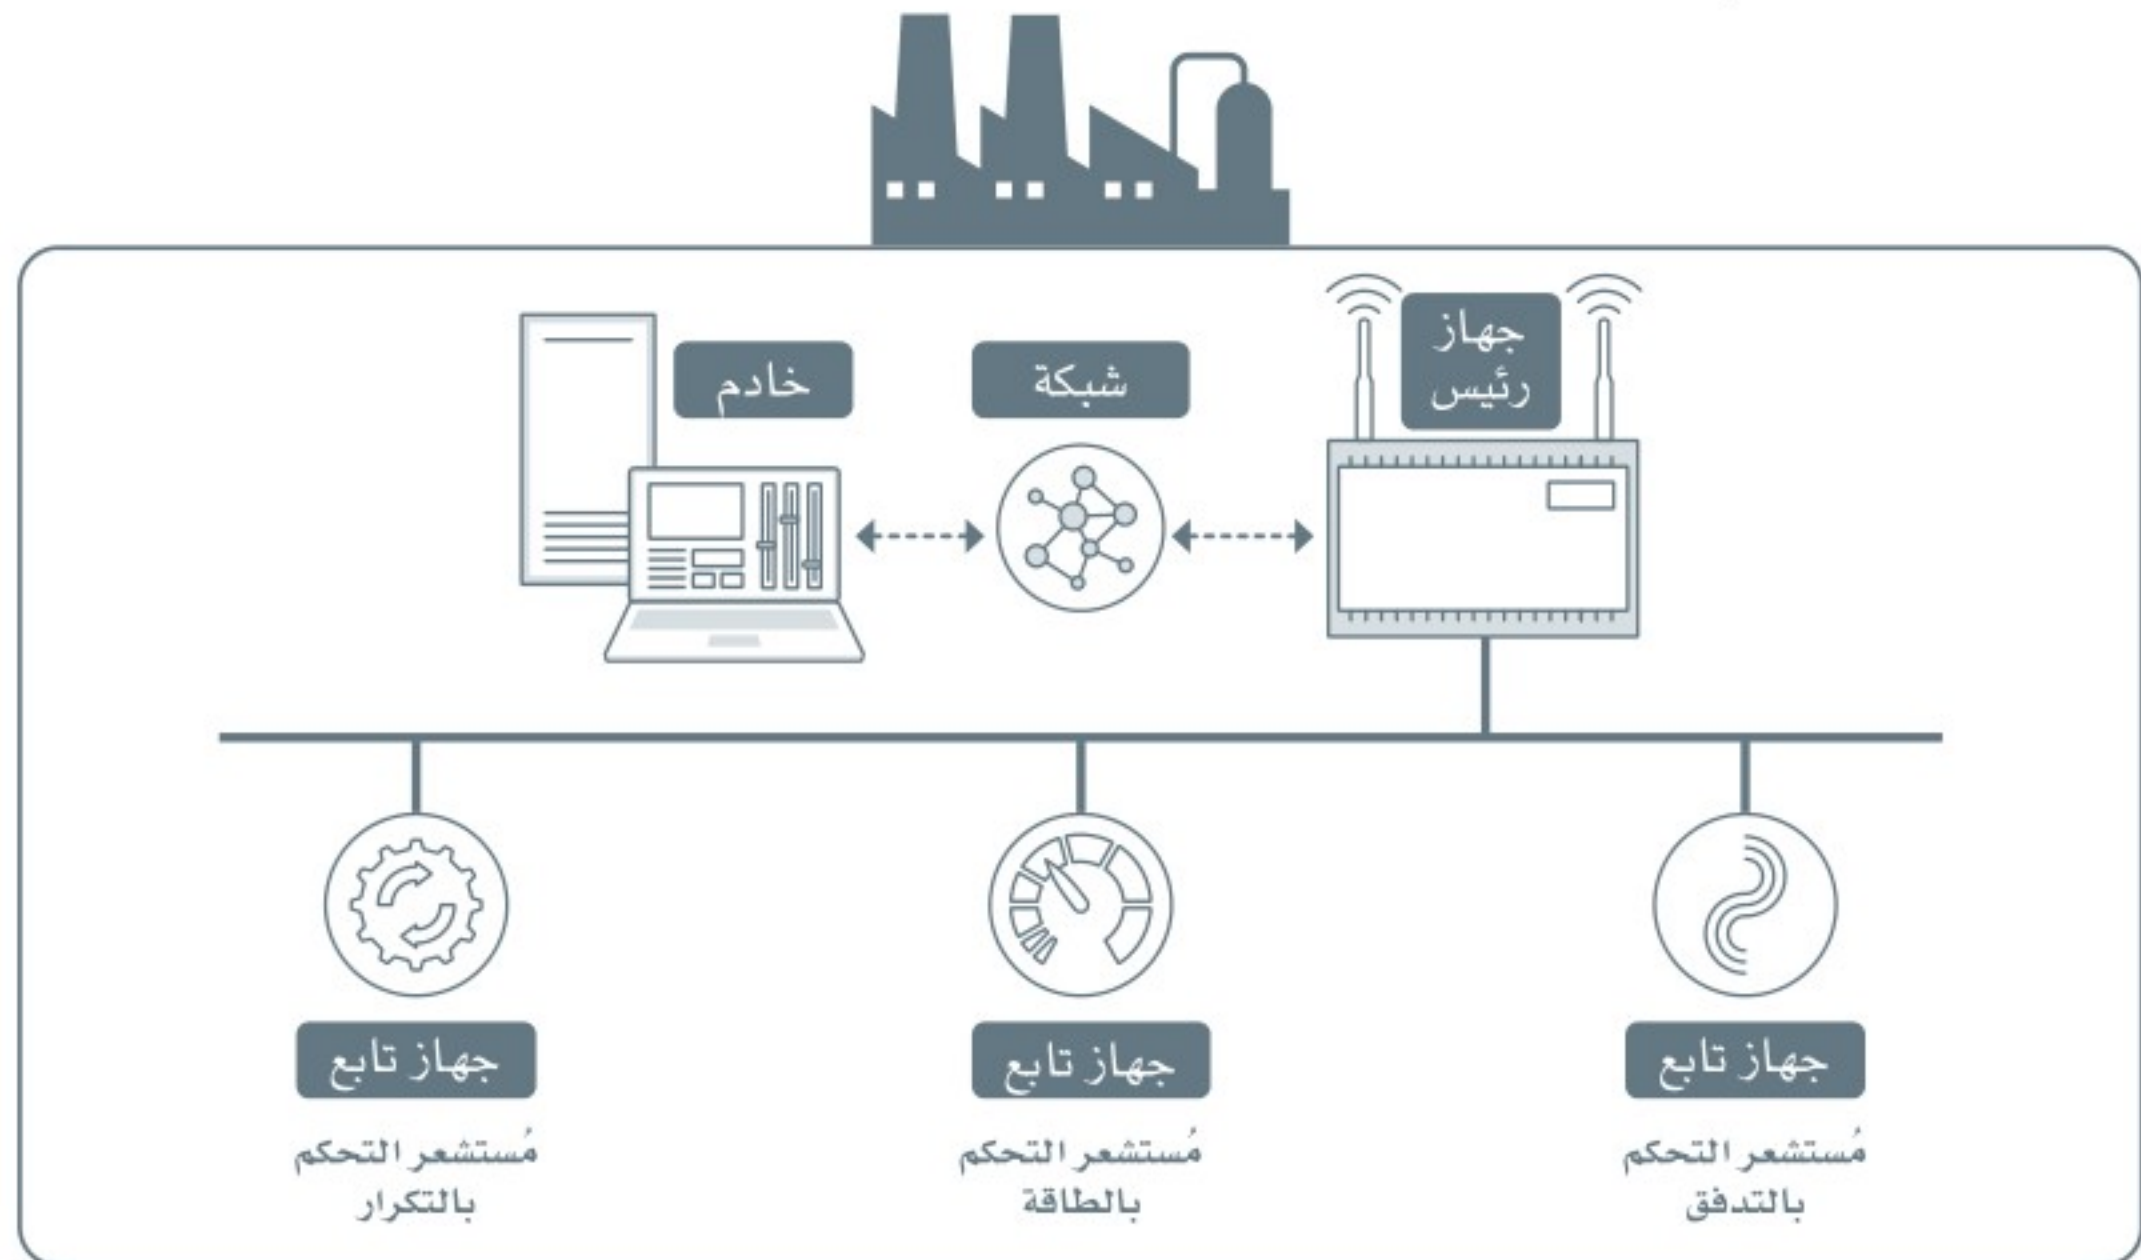 جهاز
رئيس
شبكة
خادم
جهاز تابع
مُستشعر التحكم
بالتدفق
جهاز تابع
مُستشعر التحكم
بالطاقة
جهاز تابع
مُستشعر التحكم
بالتكرار